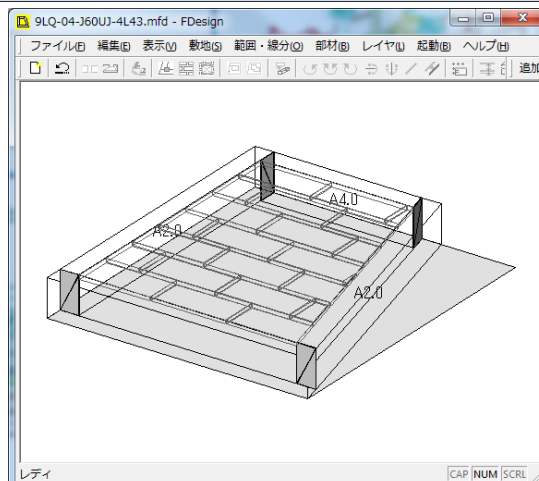 9LQ-04-J60UJ-4L43.mfd - FDesign
ファイル(F) 編集(E) 表示(V) 敷地(S) 範囲・線分(O) 部材(B) レイヤ(L) 起動(B) ヘルプ(H)
追加
A4.0
A2.0
A2.0
レディ CAP NUM SCRL